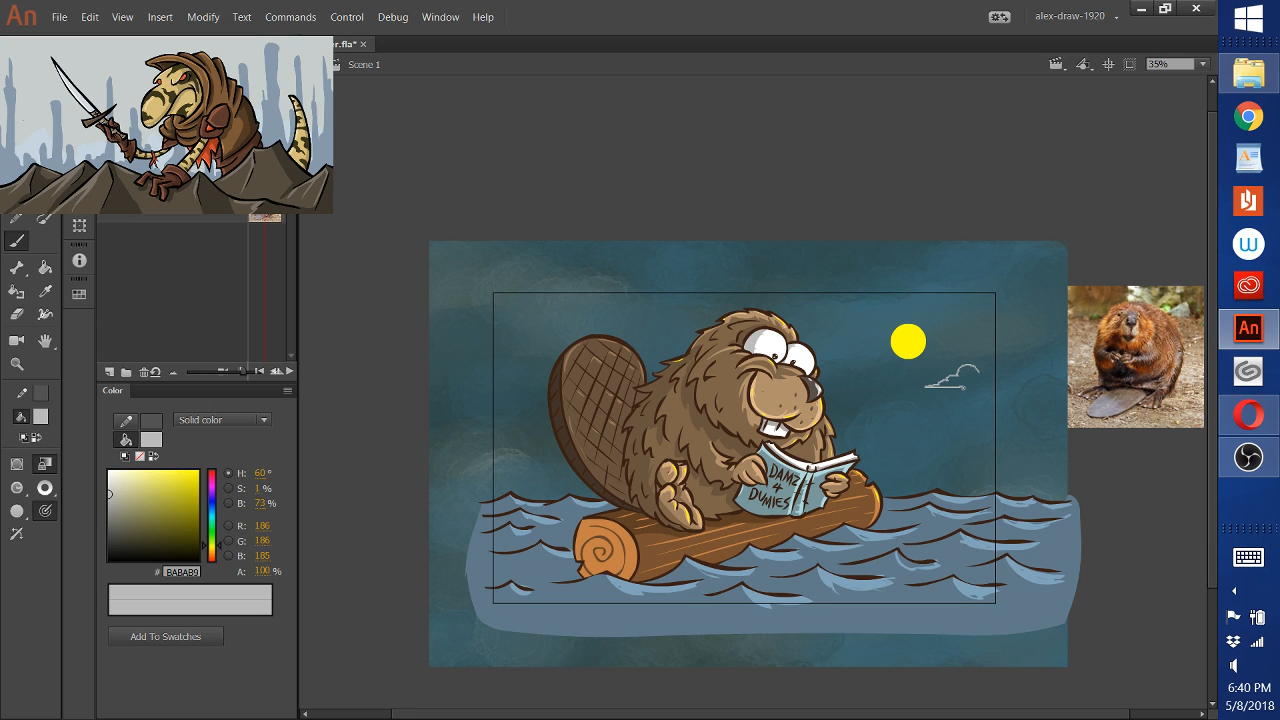 An File Edit View Insert Modify Text Commands Control Debug Window Help alex-draw-1920
er.fla* ×
Scene 1 35%
Color
Solid color
H: 60 °
S: 1 %
B: 73 %
R: 186
G: 186
B: 185
# BABAB9 A: 100 %
Add To Swatches
DAMZ
4
DUMIES
An
6:40 PM
5/8/2018